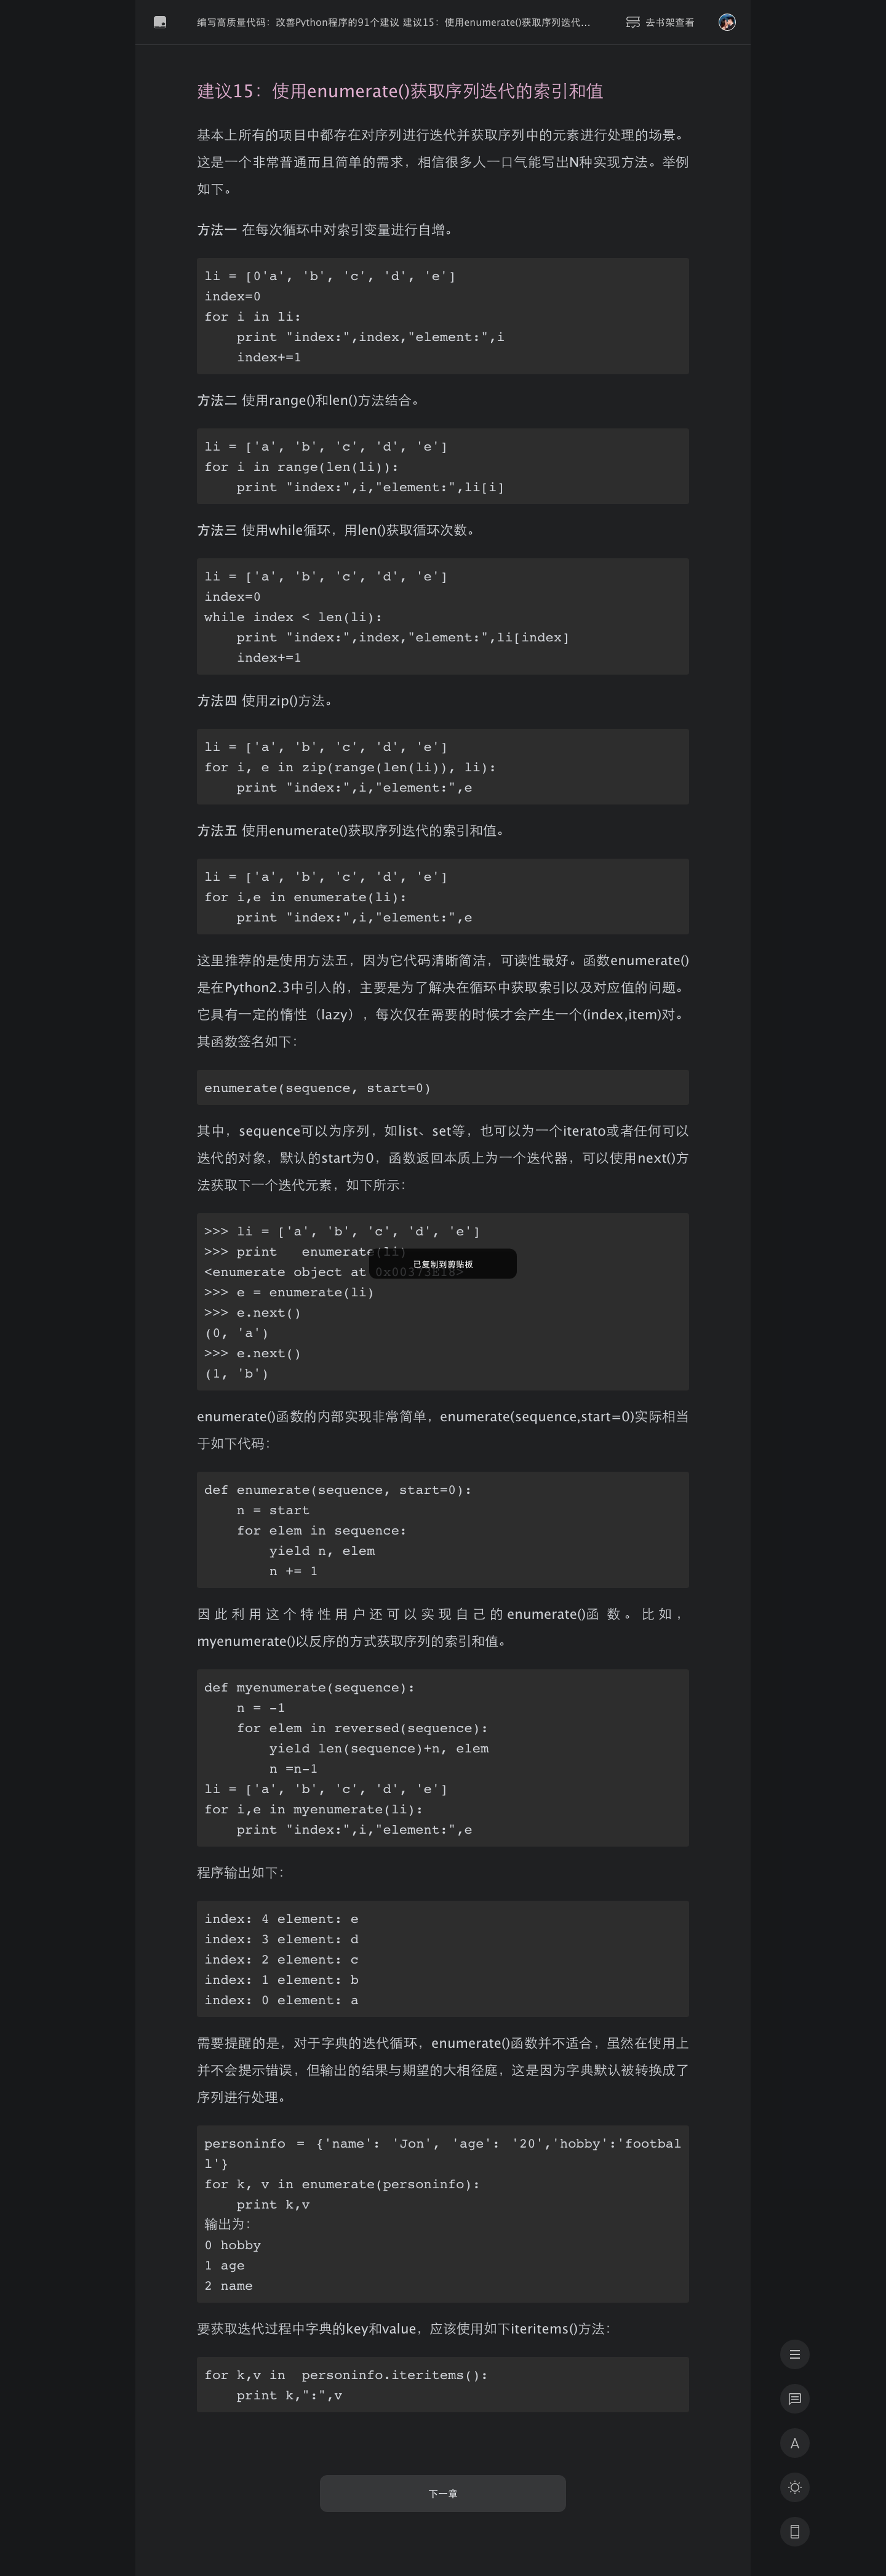 编写高质量代码：改善Python程序的91个建议 建议15：使用enumerate()获取序列迭代...
去书架查看
建议15：使用enumerate()获取序列迭代的索引和值
基本上所有的项目中都存在对序列进行迭代并获取序列中的元素进行处理的场景。
这是一个非常普通而且简单的需求，相信很多人一口气能写出N种实现方法。举例
如下。
方法一 在每次循环中对索引变量进行自增。
li = [0'a', 'b', 'c', 'd', 'e']
index=0
for i in li:
    print "index:",index,"element:",i
    index+=1
方法二 使用range()和len()方法结合。
li = ['a', 'b', 'c', 'd', 'e']
for i in range(len(li)):
    print "index:",i,"element:",li[i]
方法三 使用while循环，用len()获取循环次数。
li = ['a', 'b', 'c', 'd', 'e']
index=0
while index < len(li):
    print "index:",index,"element:",li[index]
    index+=1
方法四 使用zip()方法。
li = ['a', 'b', 'c', 'd', 'e']
for i, e in zip(range(len(li)), li):
    print "index:",i,"element:",e
方法五 使用enumerate()获取序列迭代的索引和值。
li = ['a', 'b', 'c', 'd', 'e']
for i,e in enumerate(li):
    print "index:",i,"element:",e
这里推荐的是使用方法五，因为它代码清晰简洁，可读性最好。函数enumerate()
是在Python2.3中引入的，主要是为了解决在循环中获取索引以及对应值的问题。
它具有一定的惰性（lazy），每次仅在需要的时候才会产生一个(index,item)对。
其函数签名如下：
enumerate(sequence, start=0)
其中，sequence可以为序列，如list、set等，也可以为一个iterato或者任何可以
迭代的对象，默认的start为0，函数返回本质上为一个迭代器，可以使用next()方
法获取下一个迭代元素，如下所示：
>>> li = ['a', 'b', 'c', 'd', 'e']
>>> print   enumerate(li)
已复制到剪贴板
<enumerate object at 0x00373E18>
>>> e = enumerate(li)
>>> e.next()
(0, 'a')
>>> e.next()
(1, 'b')
enumerate()函数的内部实现非常简单，enumerate(sequence,start=0)实际相当
于如下代码：
def enumerate(sequence, start=0):
    n = start
    for elem in sequence:
        yield n, elem
        n += 1
因此利用这个特性用户还可以实现自己的enumerate()函数。比如，
myenumerate()以反序的方式获取序列的索引和值。
def myenumerate(sequence):
    n = -1
    for elem in reversed(sequence):
        yield len(sequence)+n, elem
        n =n-1
li = ['a', 'b', 'c', 'd', 'e']
for i,e in myenumerate(li):
    print "index:",i,"element:",e
程序输出如下：
index: 4 element: e
index: 3 element: d
index: 2 element: c
index: 1 element: b
index: 0 element: a
需要提醒的是，对于字典的迭代循环，enumerate()函数并不适合，虽然在使用上
并不会提示错误，但输出的结果与期望的大相径庭，这是因为字典默认被转换成了
序列进行处理。
personinfo = {'name': 'Jon', 'age': '20','hobby':'footbal
l'}
for k, v in enumerate(personinfo):
    print k,v
输出为：
0 hobby
1 age
2 name
要获取迭代过程中字典的key和value，应该使用如下iteritems()方法：
for k,v in  personinfo.iteritems():
    print k,":",v
下一章
A